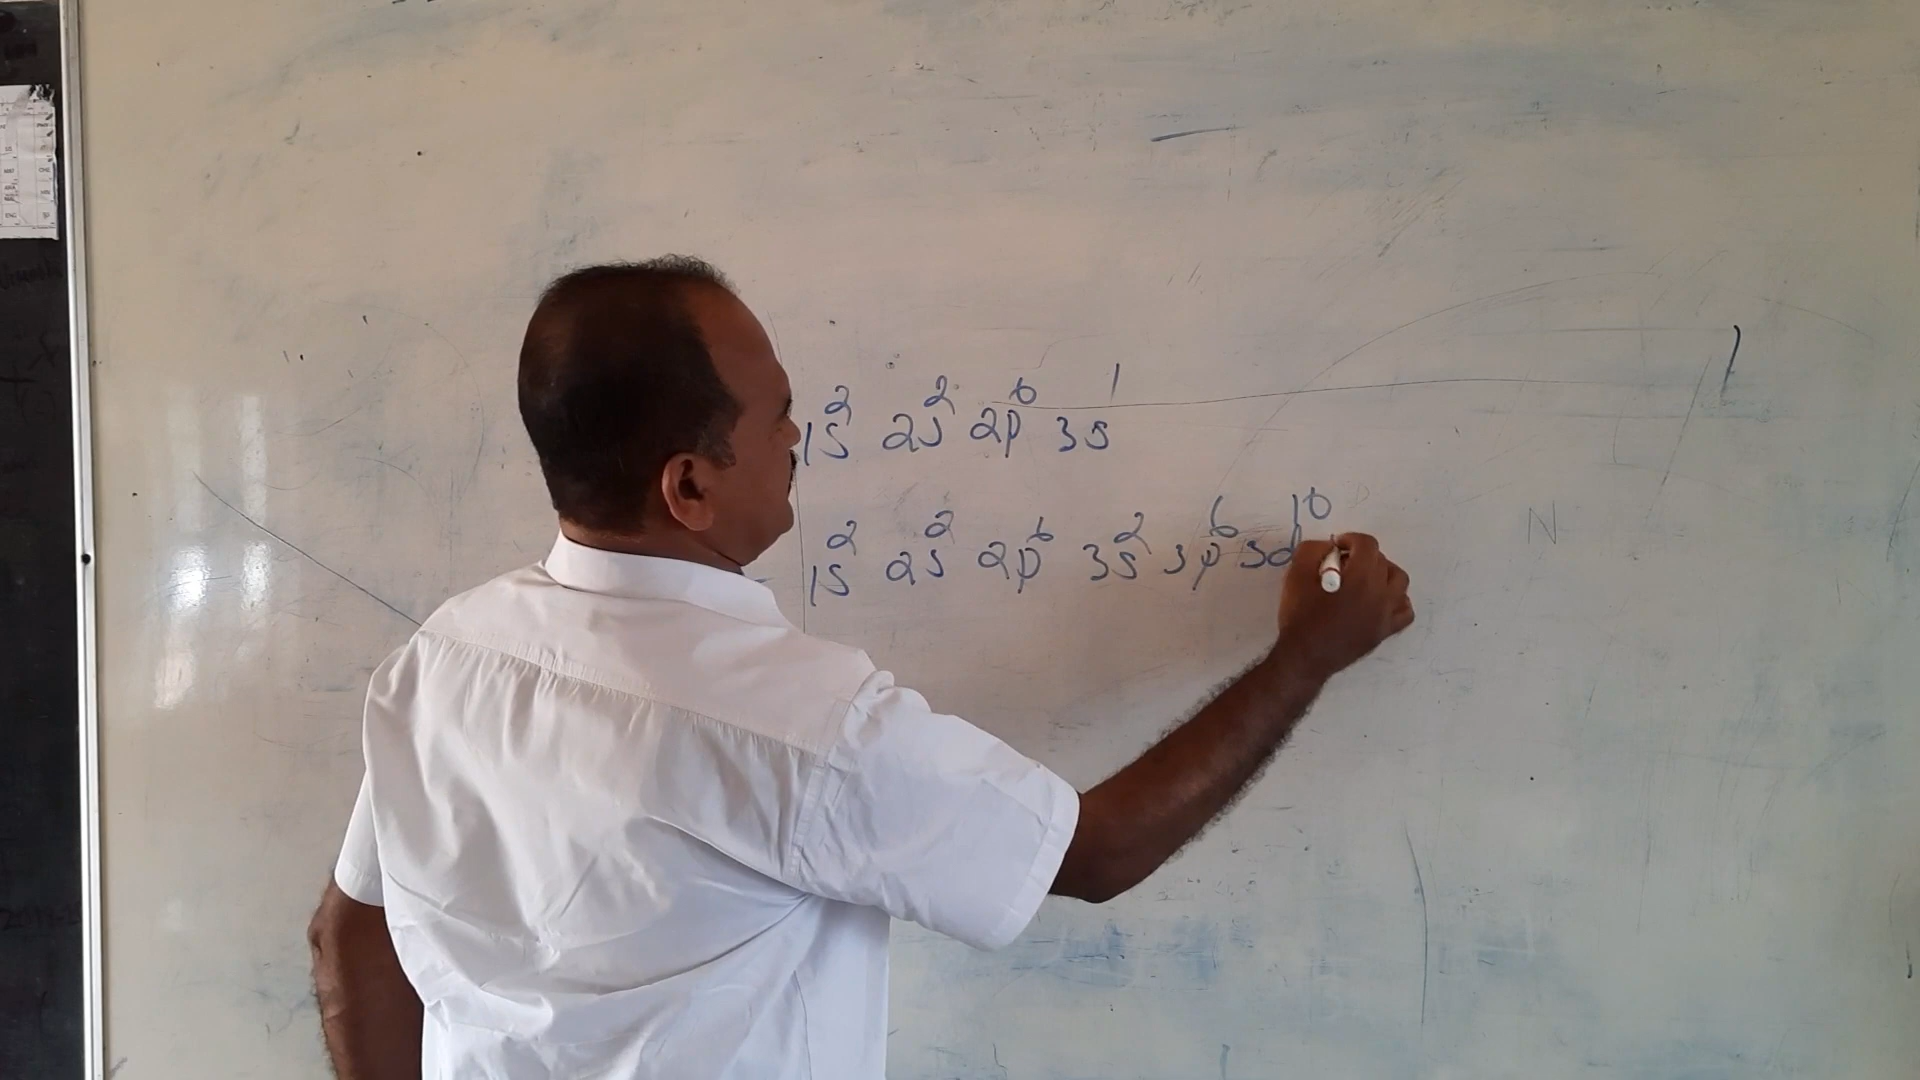 1s² 2s² 2p⁶ 3s¹
1s² 2s² 2p⁶ 3s² 3p⁶ 3d¹⁰
N